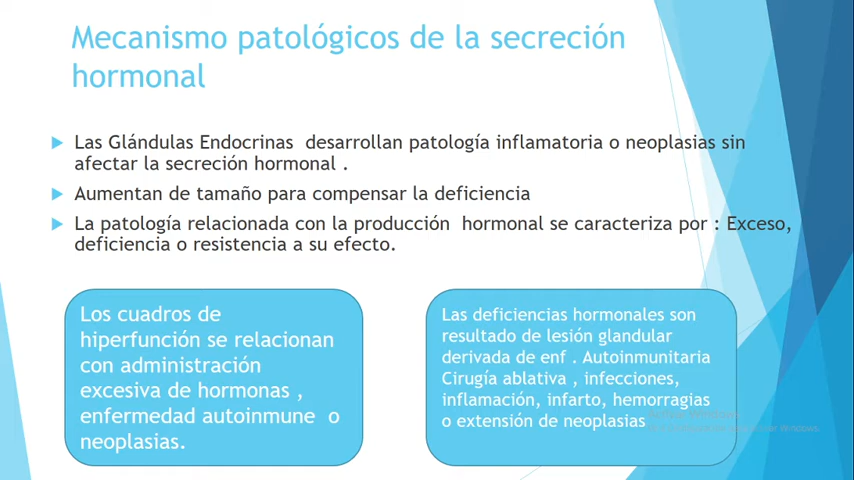 Mecanismo patológicos de la secreción
hormonal
Las Glándulas Endocrinas desarrollan patología inflamatoria o neoplasias sin
afectar la secreción hormonal .
Aumentan de tamaño para compensar la deficiencia
La patología relacionada con la producción hormonal se caracteriza por : Exceso,
deficiencia o resistencia a su efecto.
Los cuadros de
hiperfunción se relacionan
con administración
excesiva de hormonas ,
enfermedad autoinmune o
neoplasias.
Las deficiencias hormonales son
resultado de lesión glandular
derivada de enf . Autoinmunitaria
Cirugía ablativa , infecciones,
inflamación, infarto, hemorragias
o extensión de neoplasias
Activar Windows
Windows.